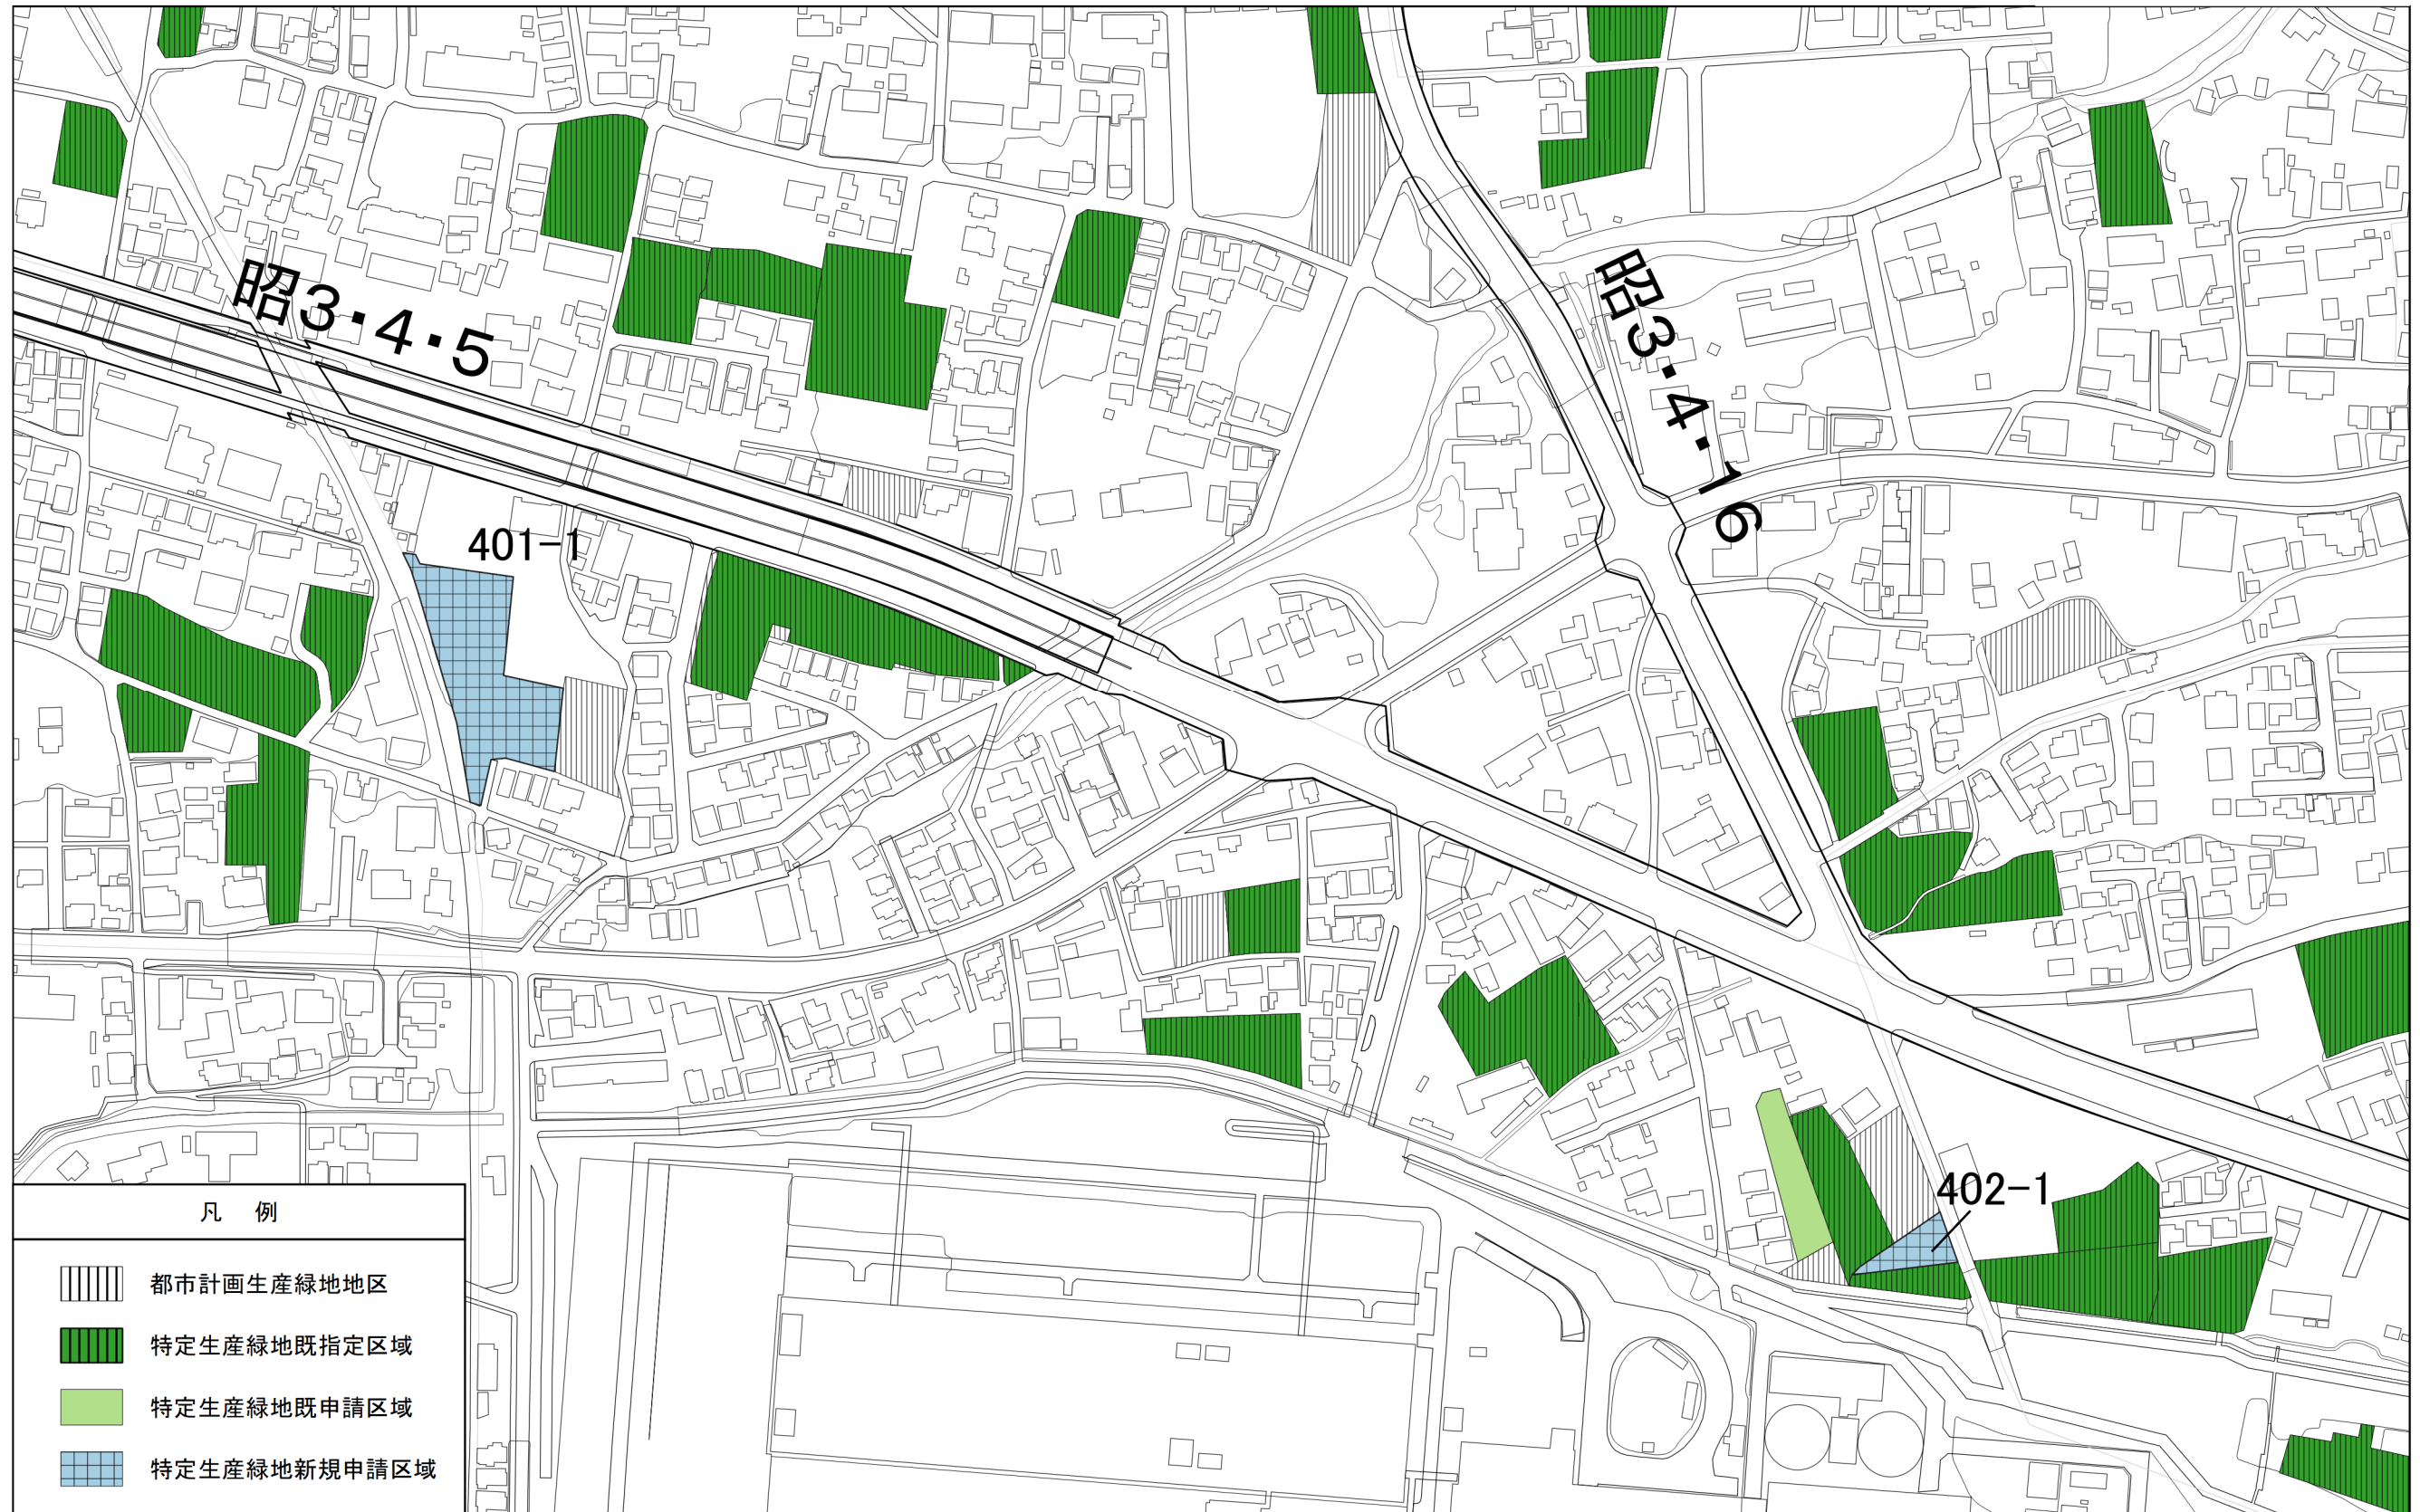 昭3・4・5
昭3・4・16
401-1
402-1
凡 例
都市計画生産緑地地区
特定生産緑地既指定区域
特定生産緑地既申請区域
特定生産緑地新規申請区域